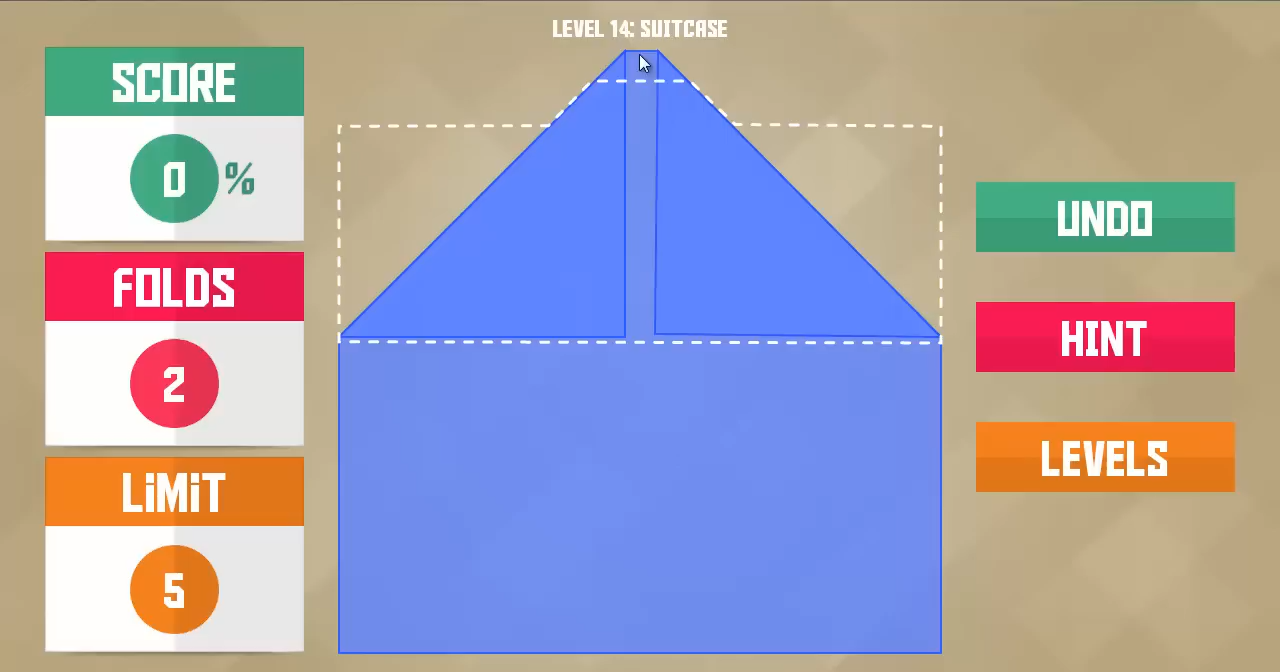 LEVEL 14: SUITCASE
SCORE
0 %
FOLDS
2
LiMiT
5
UNDO
HINT
LEVELS